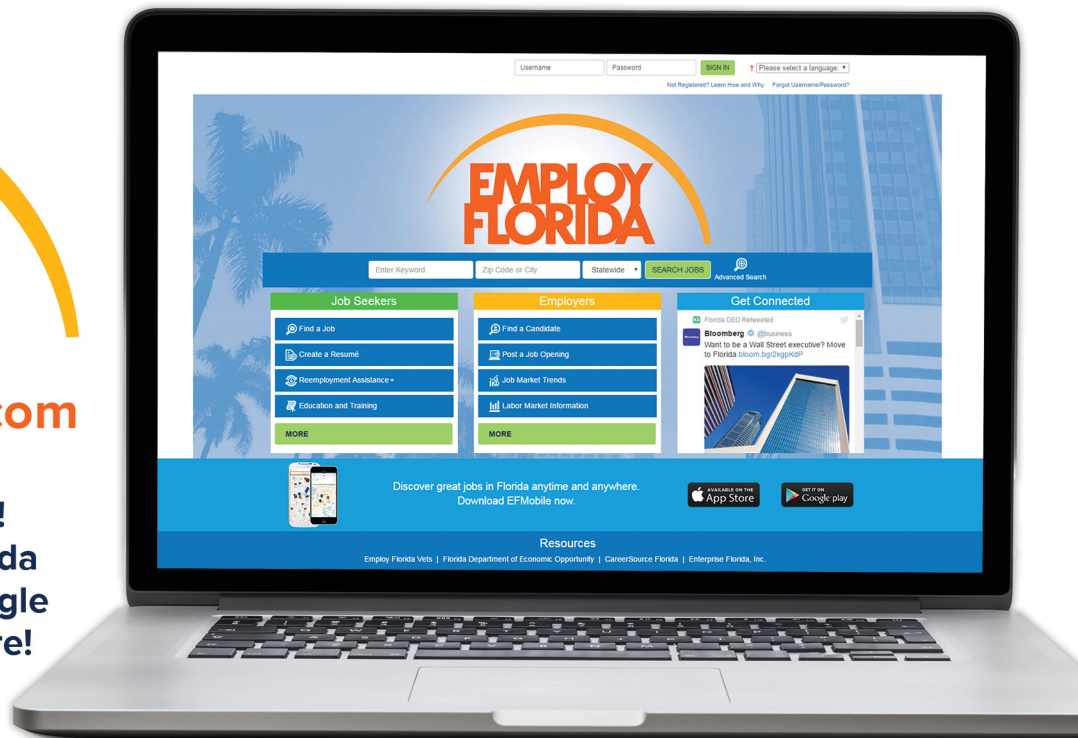 Username
Password
SIGN IN
† Please select a language: ▼
Not Registered? Learn How and Why
Forgot Username/Password?
EMPLOY
FLORIDA
Enter Keyword
Zip Code or City
Statewide ▼
SEARCH JOBS
Advanced Search
Job Seekers
Find a Job
Create a Resumé
Reemployment Assistance
Education and Training
MORE
Employers
Find a Candidate
Post a Job Opening
Job Market Trends
Labor Market Information
MORE
Get Connected
Florida DEO Retweeted
Bloomberg @business
Want to be a Wall Street executive? Move
to Florida bloom.bg/2kgpKdP
Discover great jobs in Florida anytime and anywhere.
Download EFMobile now.
AVAILABLE ON THE
App Store
GET IT ON
Google play
Resources
Employ Florida Vets | Florida Department of Economic Opportunity | CareerSource Florida | Enterprise Florida, Inc.
com
!
da
gle
re!